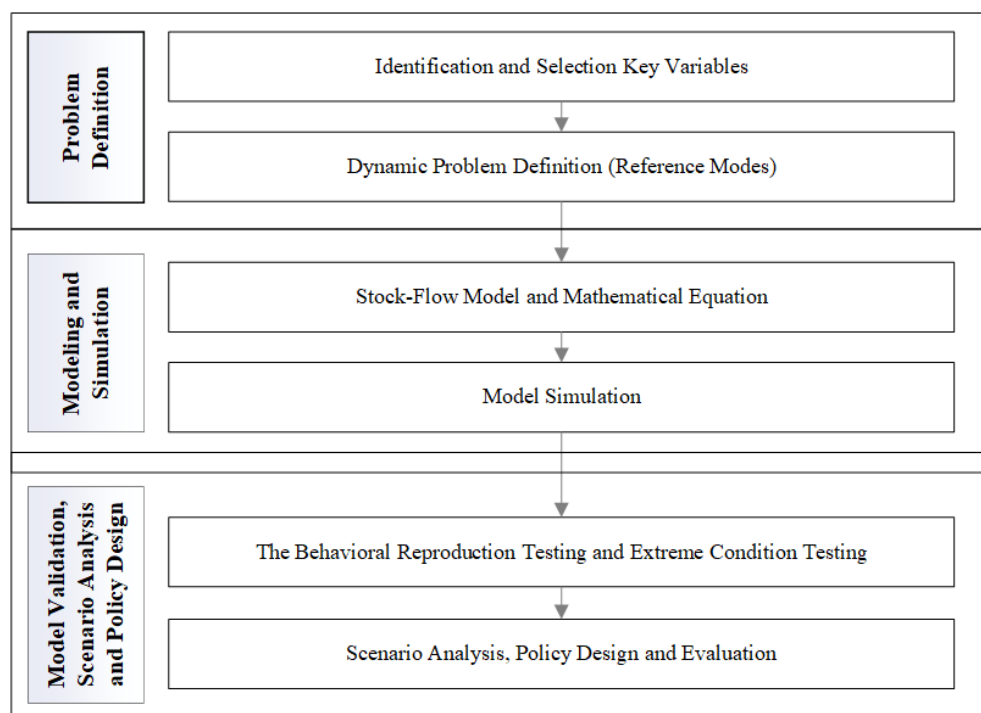 Problem
Definition
Identification and Selection Key Variables
Dynamic Problem Definition (Reference Modes)
Modeling and
Simulation
Stock-Flow Model and Mathematical Equation
Model Simulation
Model Validation,
Scenario Analysis
and Policy Design
The Behavioral Reproduction Testing and Extreme Condition Testing
Scenario Analysis, Policy Design and Evaluation